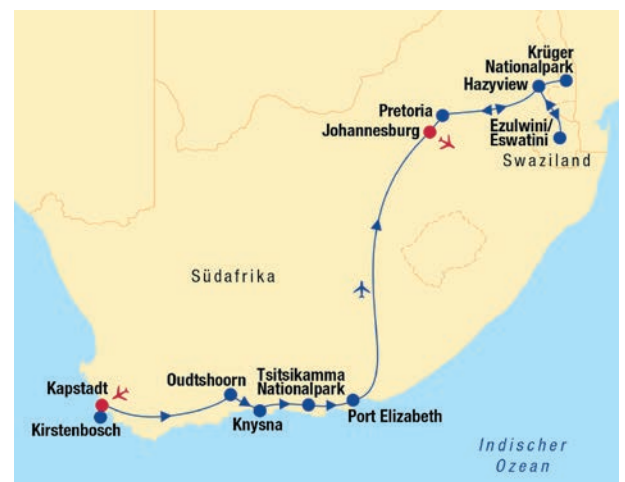 Krüger
Nationalpark
Hazyview
Pretoria
Johannesburg
Ezulwini/
Eswatini
Swaziland
Südafrika
Tsitsikamma
Nationalpark
Oudtshoorn
Kapstadt
Kirstenbosch
Knysna
Port Elizabeth
Indischer
Ozean